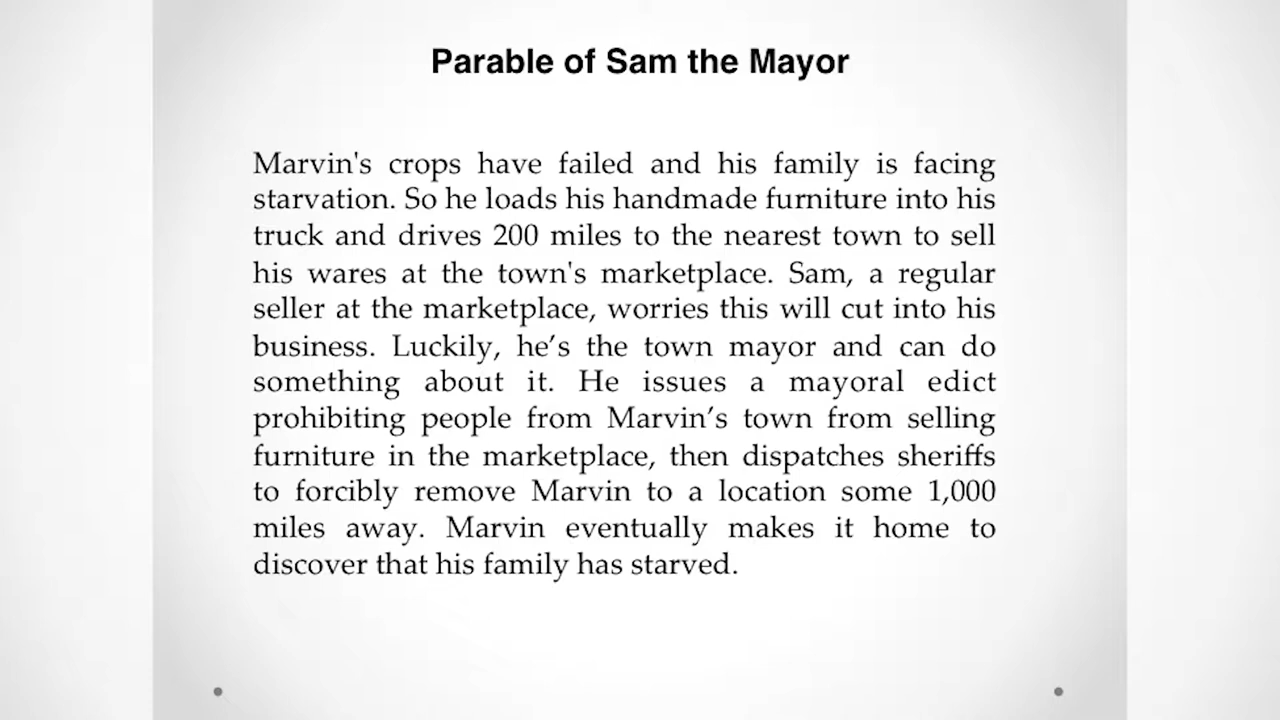 Parable of Sam the Mayor
Marvin's crops have failed and his family is facing
starvation. So he loads his handmade furniture into his
truck and drives 200 miles to the nearest town to sell
his wares at the town's marketplace. Sam, a regular
seller at the marketplace, worries this will cut into his
business. Luckily, he’s the town mayor and can do
something about it. He issues a mayoral edict
prohibiting people from Marvin’s town from selling
furniture in the marketplace, then dispatches sheriffs
to forcibly remove Marvin to a location some 1,000
miles away. Marvin eventually makes it home to
discover that his family has starved.